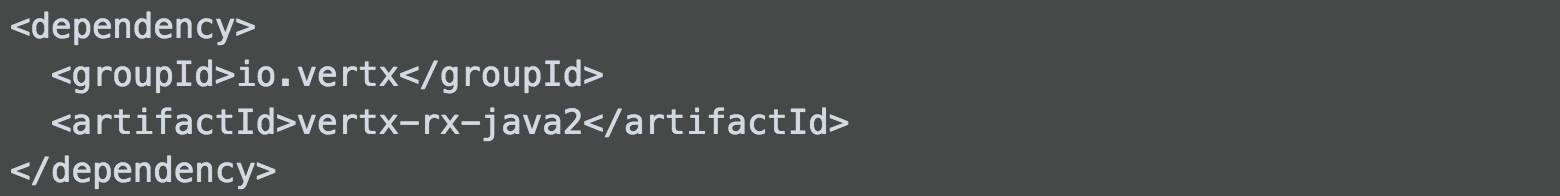 <dependency>
  <groupId>io.vertx</groupId>
  <artifactId>vertx-rx-java2</artifactId>
</dependency>